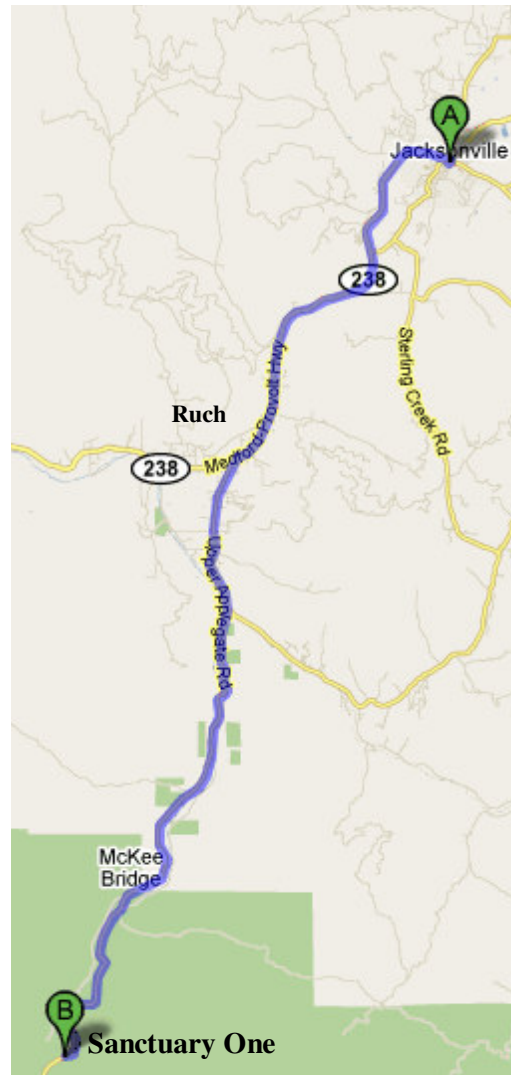 A
Jacksonville
238
Sterling Creek Rd
Medford-Provolt Hwy
Ruch
238
Upper Applegate Rd
McKee
Bridge
B
Sanctuary One